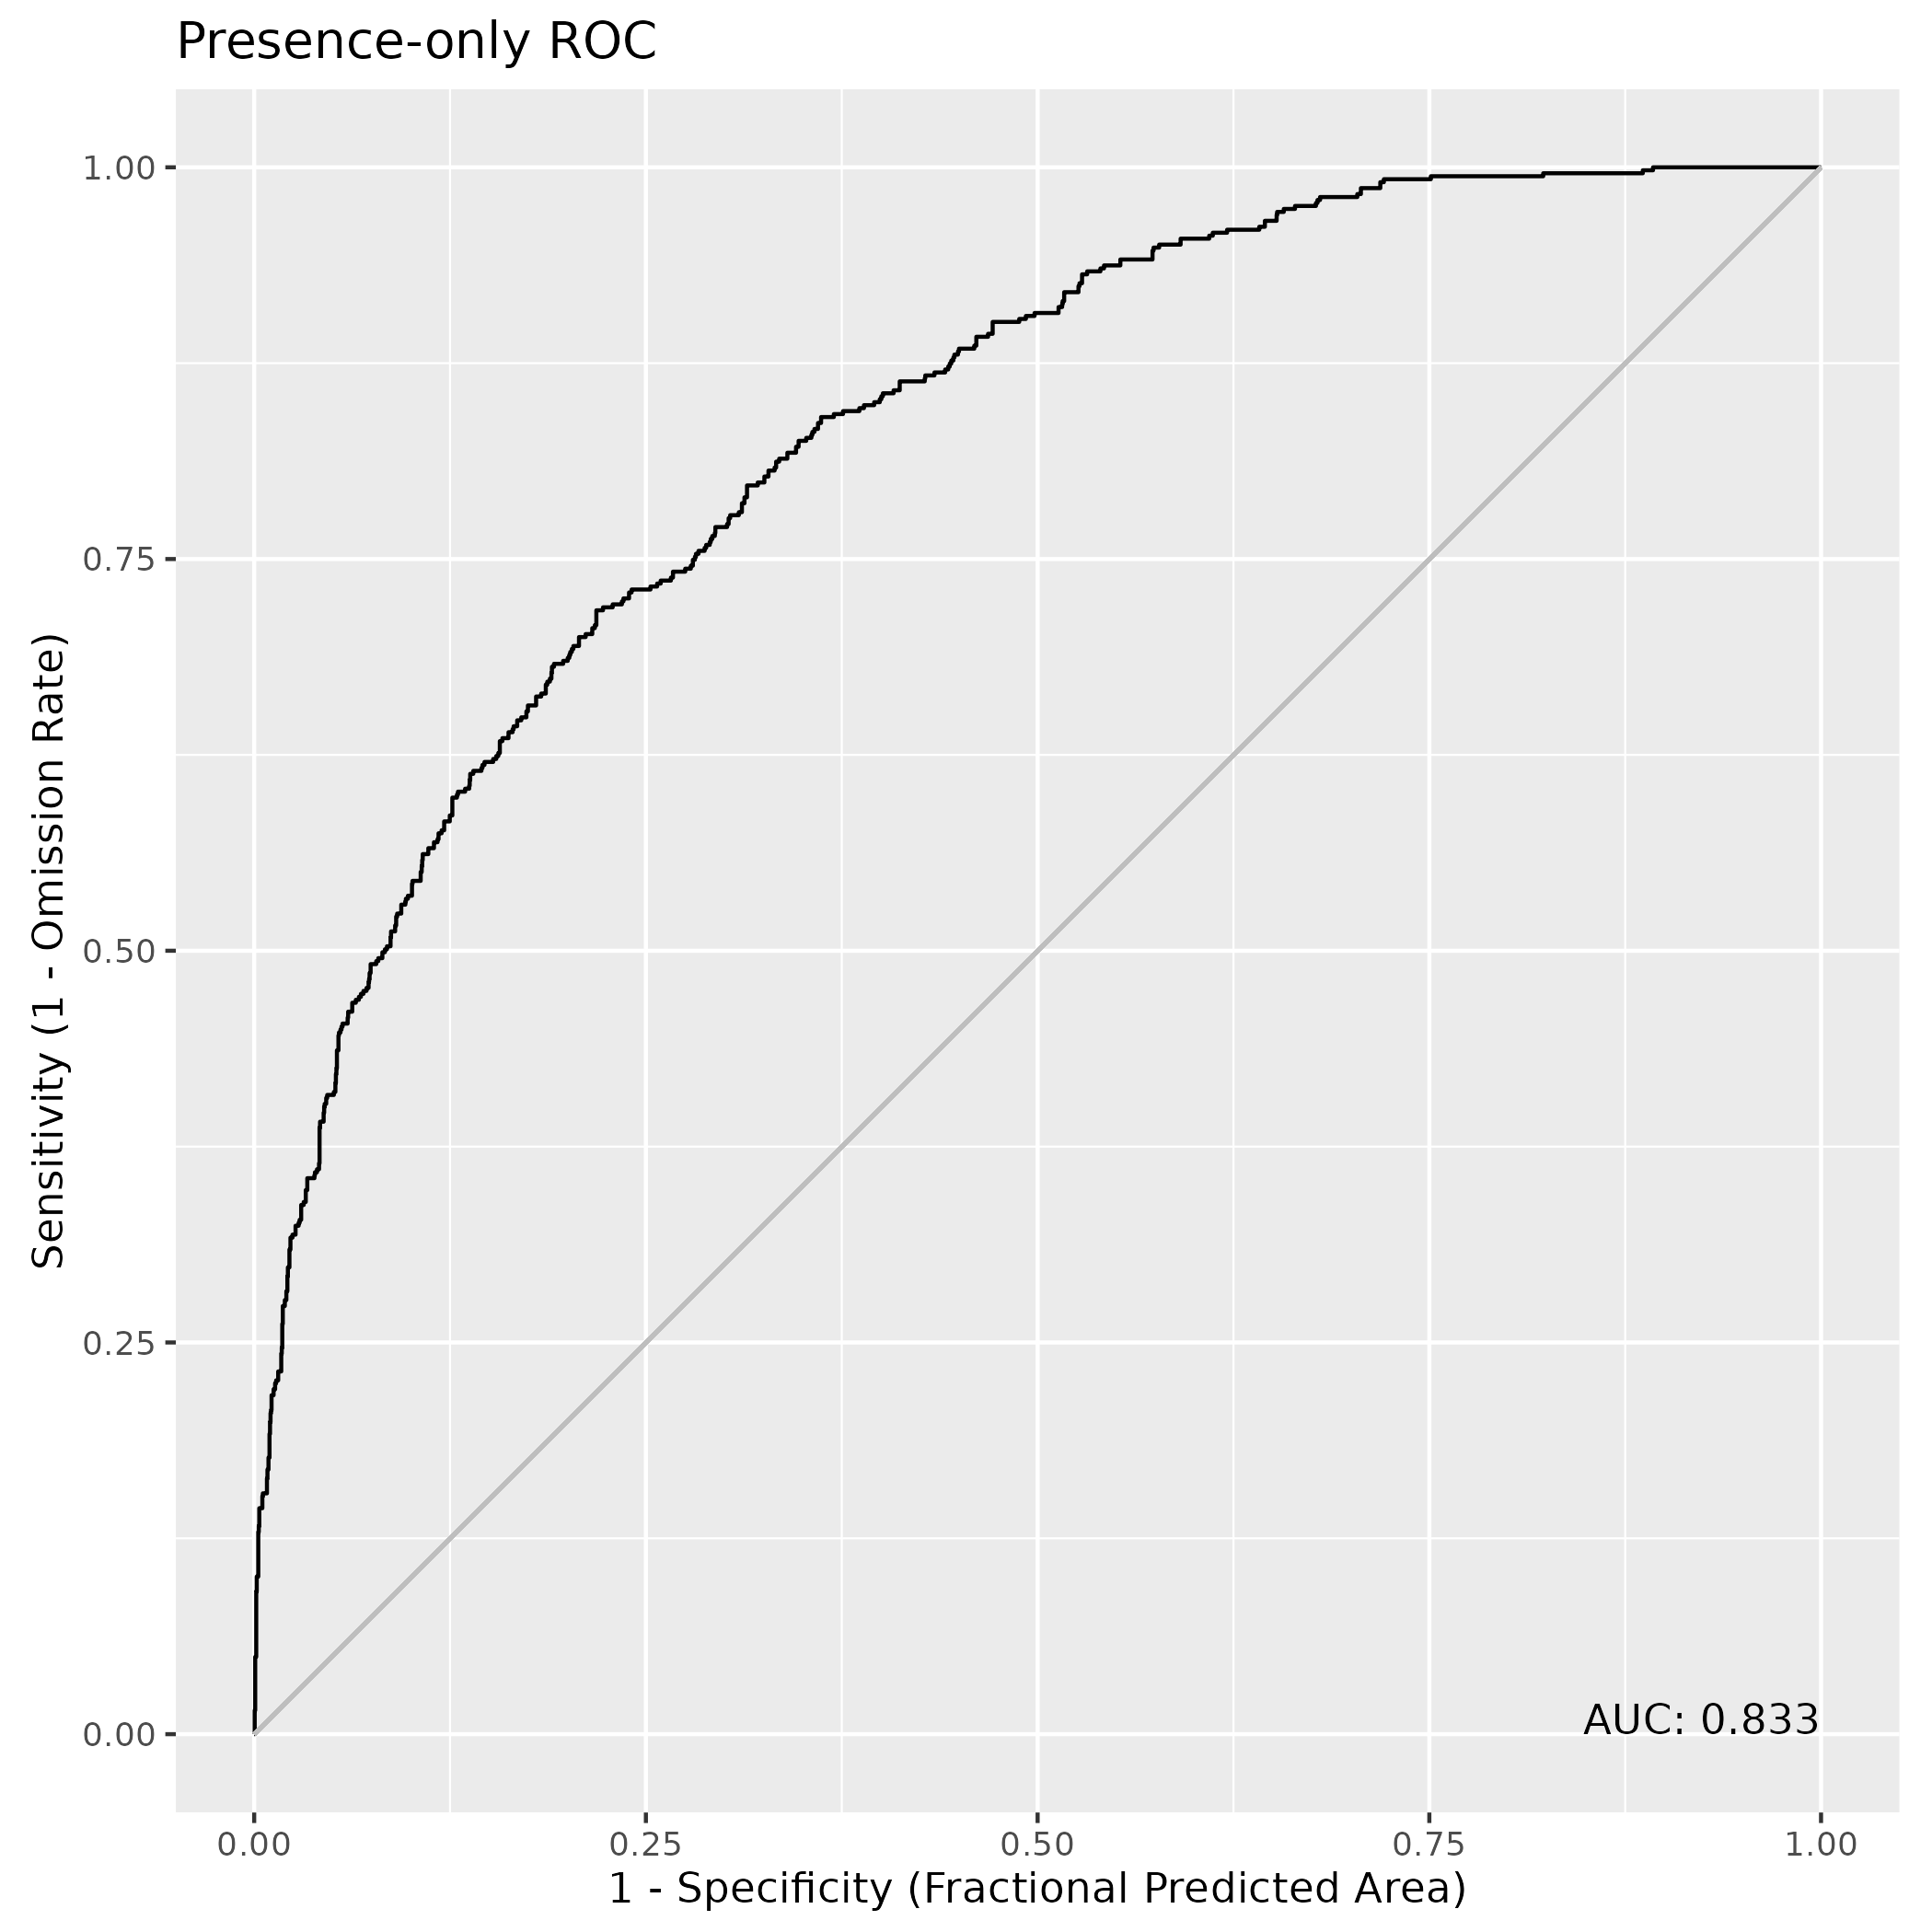 Presence-only ROC
Sensitivity (1 - Omission Rate)
1.00
0.75
0.50
0.25
0.00
AUC: 0.833
0.00 0.25 0.50 0.75 1.00
1 - Specificity (Fractional Predicted Area)